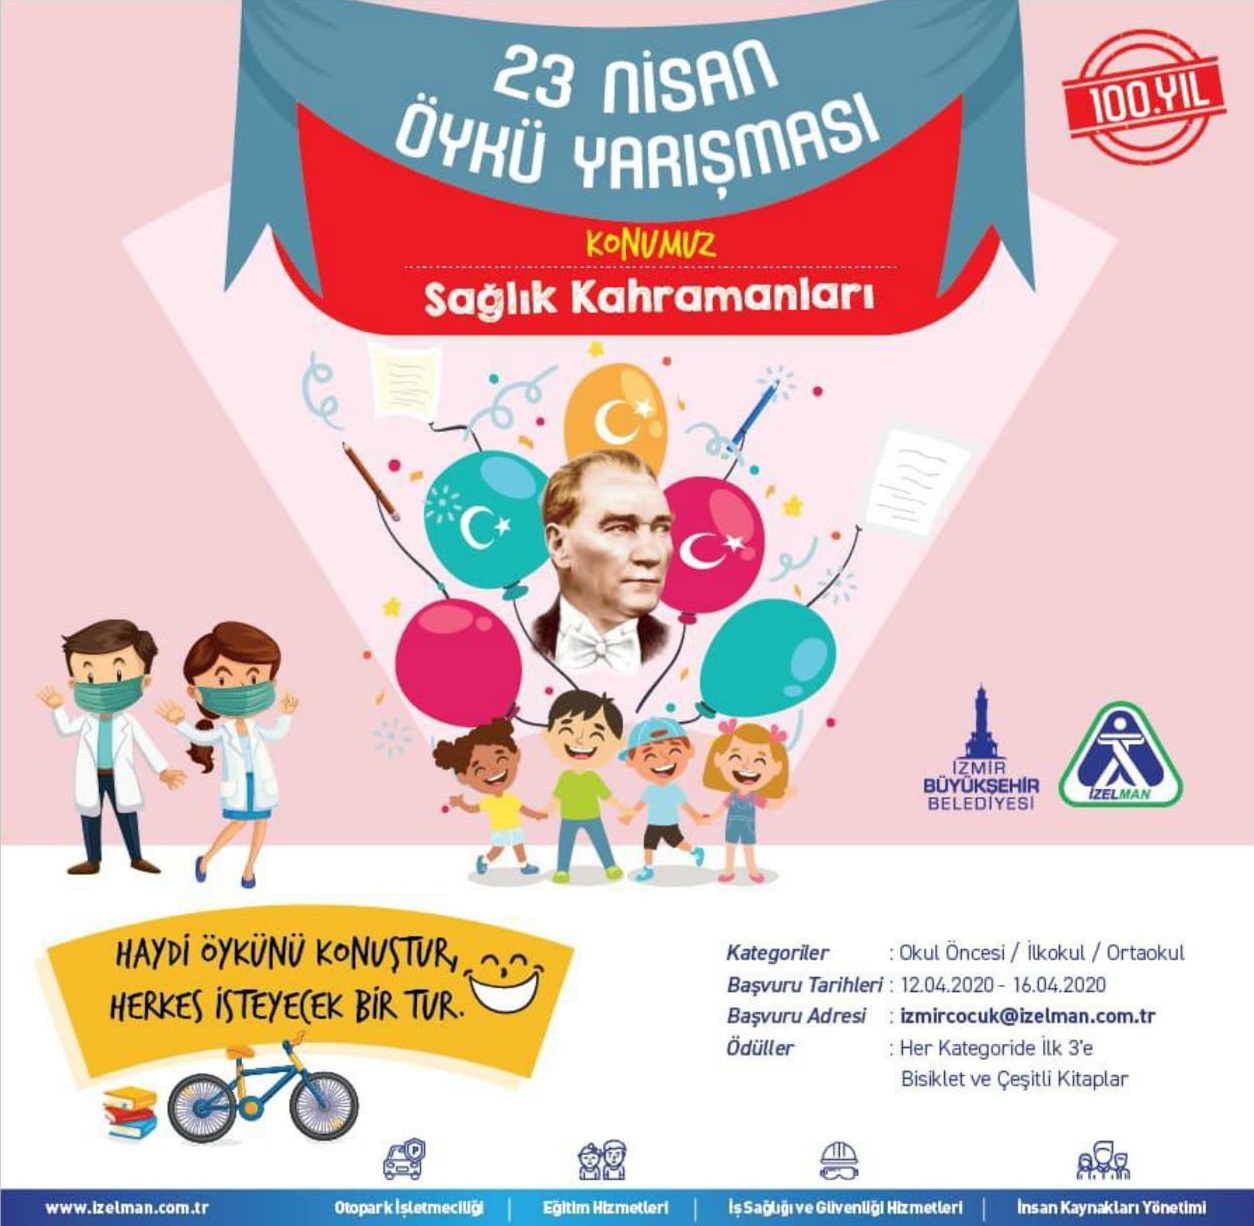 23 NİSAN
ÖYKÜ YARIŞMASI
100.YIL
KONUMUZ
Sağlık Kahramanları
İZMİR
BÜYÜKŞEHİR
BELEDİYESİ
İZELMAN
HAYDİ ÖYKÜNÜ KONUŞTUR,
HERKES İSTEYEÇEK BİR TUR.
Kategoriler : Okul Öncesi / İlkokul / Ortaokul
Başvuru Tarihleri : 12.04.2020 - 16.04.2020
Başvuru Adresi : izmircocuk@izelman.com.tr
Ödüller : Her Kategoride İlk 3'e
Bisiklet ve Çeşitli Kitaplar
www.izelman.com.tr Otopark İşletmeciliği | Eğitim Hizmetleri | İş Sağlığı ve Güvenliği Hizmetleri | İnsan Kaynakları Yönetimi